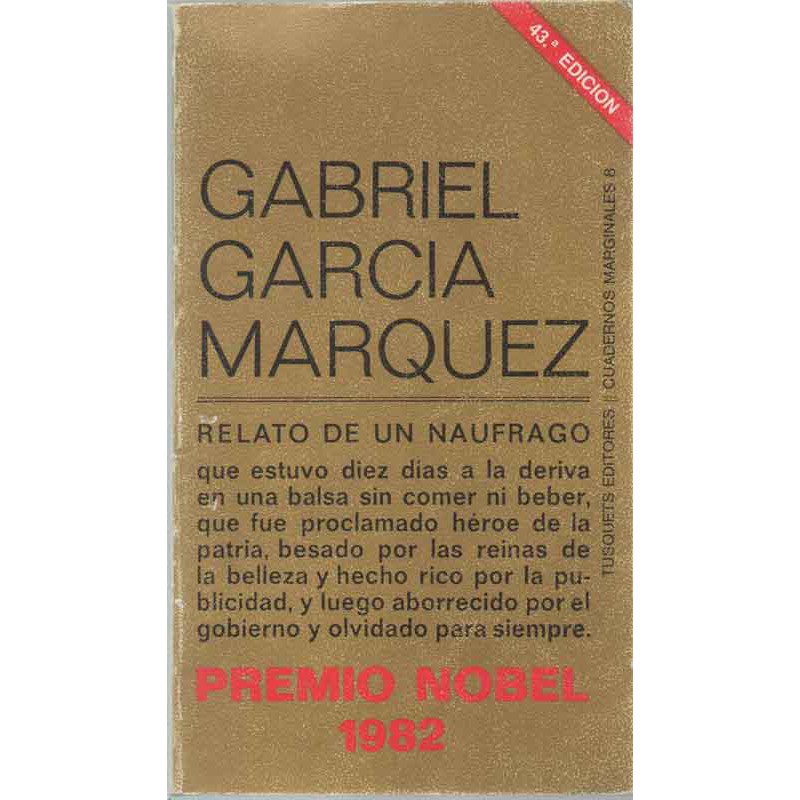 43.ª EDICION
GABRIEL
GARCIA
MARQUEZ
RELATO DE UN NAUFRAGO
que estuvo diez dias a la deriva
en una balsa sin comer ni beber,
que fue proclamado héroe de la
patria, besado por las reinas de
la belleza y hecho rico por la pu-
blicidad, y luego aborrecido por el
gobierno y olvidado para siempre.
PREMIO NOBEL
1982
TUSQUETS EDITORES | CUADERNOS MARGINALES 8